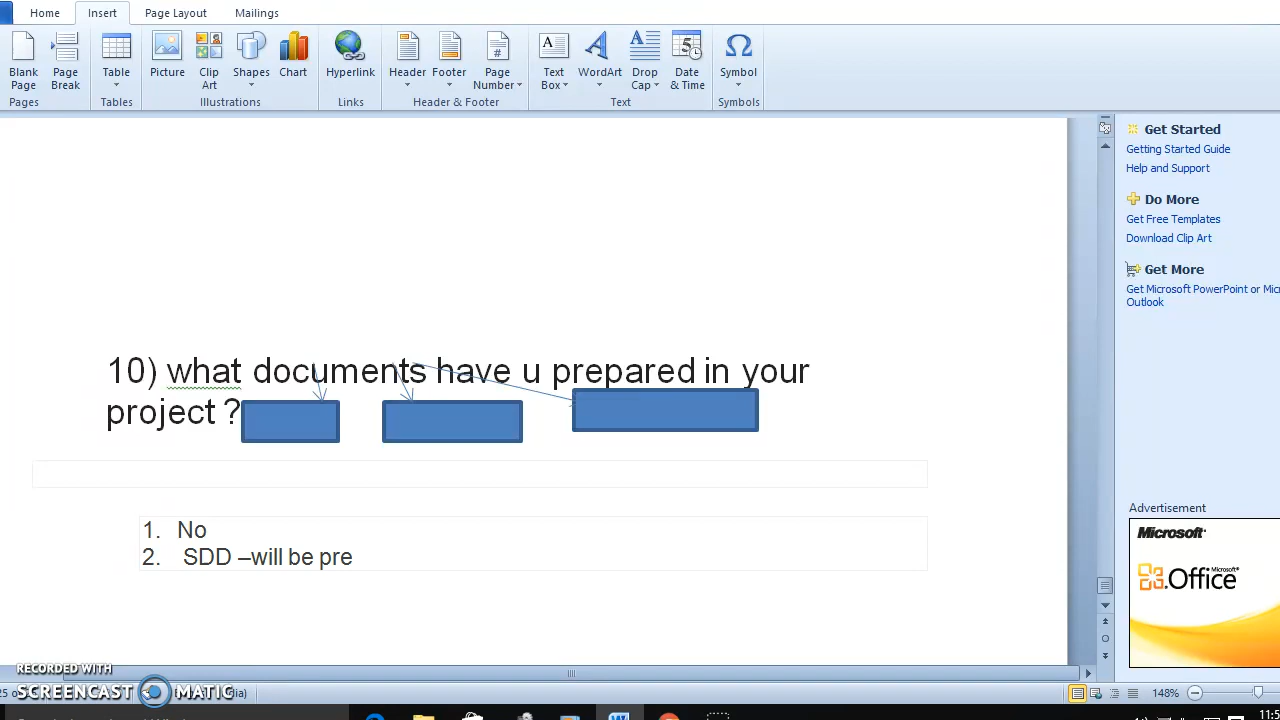 Home Insert Page Layout Mailings
Blank Page
Page Break
Table
Picture
Clip Art
Shapes
Chart
Hyperlink
Header
Footer
Page Number
Text Box
WordArt
Drop Cap
Date & Time
Symbol
Pages Tables Illustrations Links Header & Footer Text Symbols
Get Started
Getting Started Guide
Help and Support
Do More
Get Free Templates
Download Clip Art
Get More
Get Microsoft PowerPoint or
Outlook
10) what documents have u prepared in your
project ?
1. No
2. SDD –will be pre
Advertisement
Microsoft
Office
Microsoft
RECORDED WITH
SCREENCAST MATIC
148%